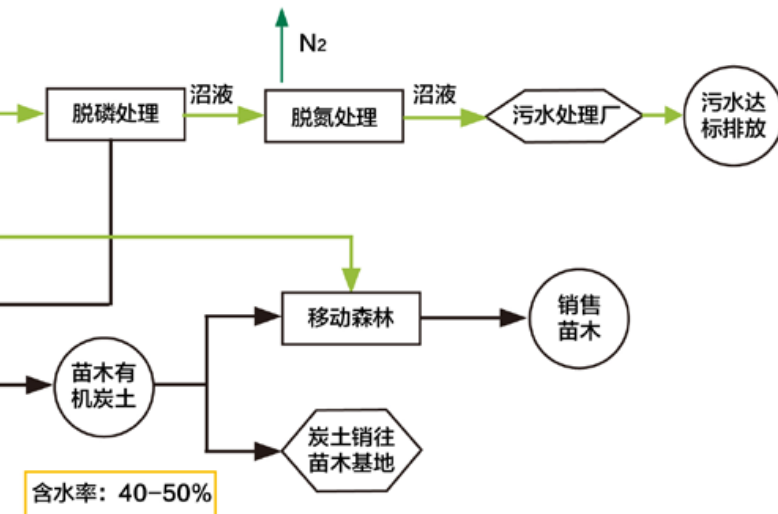 N2
脱磷处理
沼液
脱氮处理
沼液
污水处理厂
污水达
标排放
移动森林
销售
苗木
苗木有
机炭土
炭土销往
苗木基地
含水率：40-50%